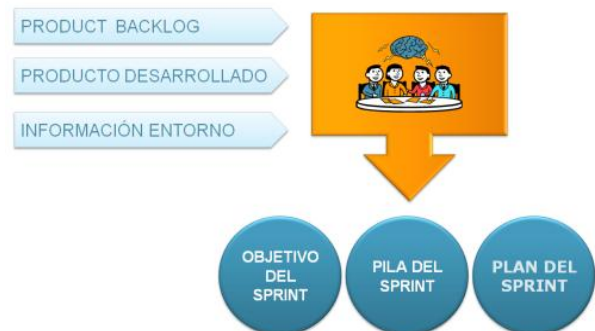 PRODUCT BACKLOG
PRODUCTO DESARROLLADO
INFORMACIÓN ENTORNO
OBJETIVO
DEL
SPRINT
PILA DEL
SPRINT
PLAN DEL
SPRINT